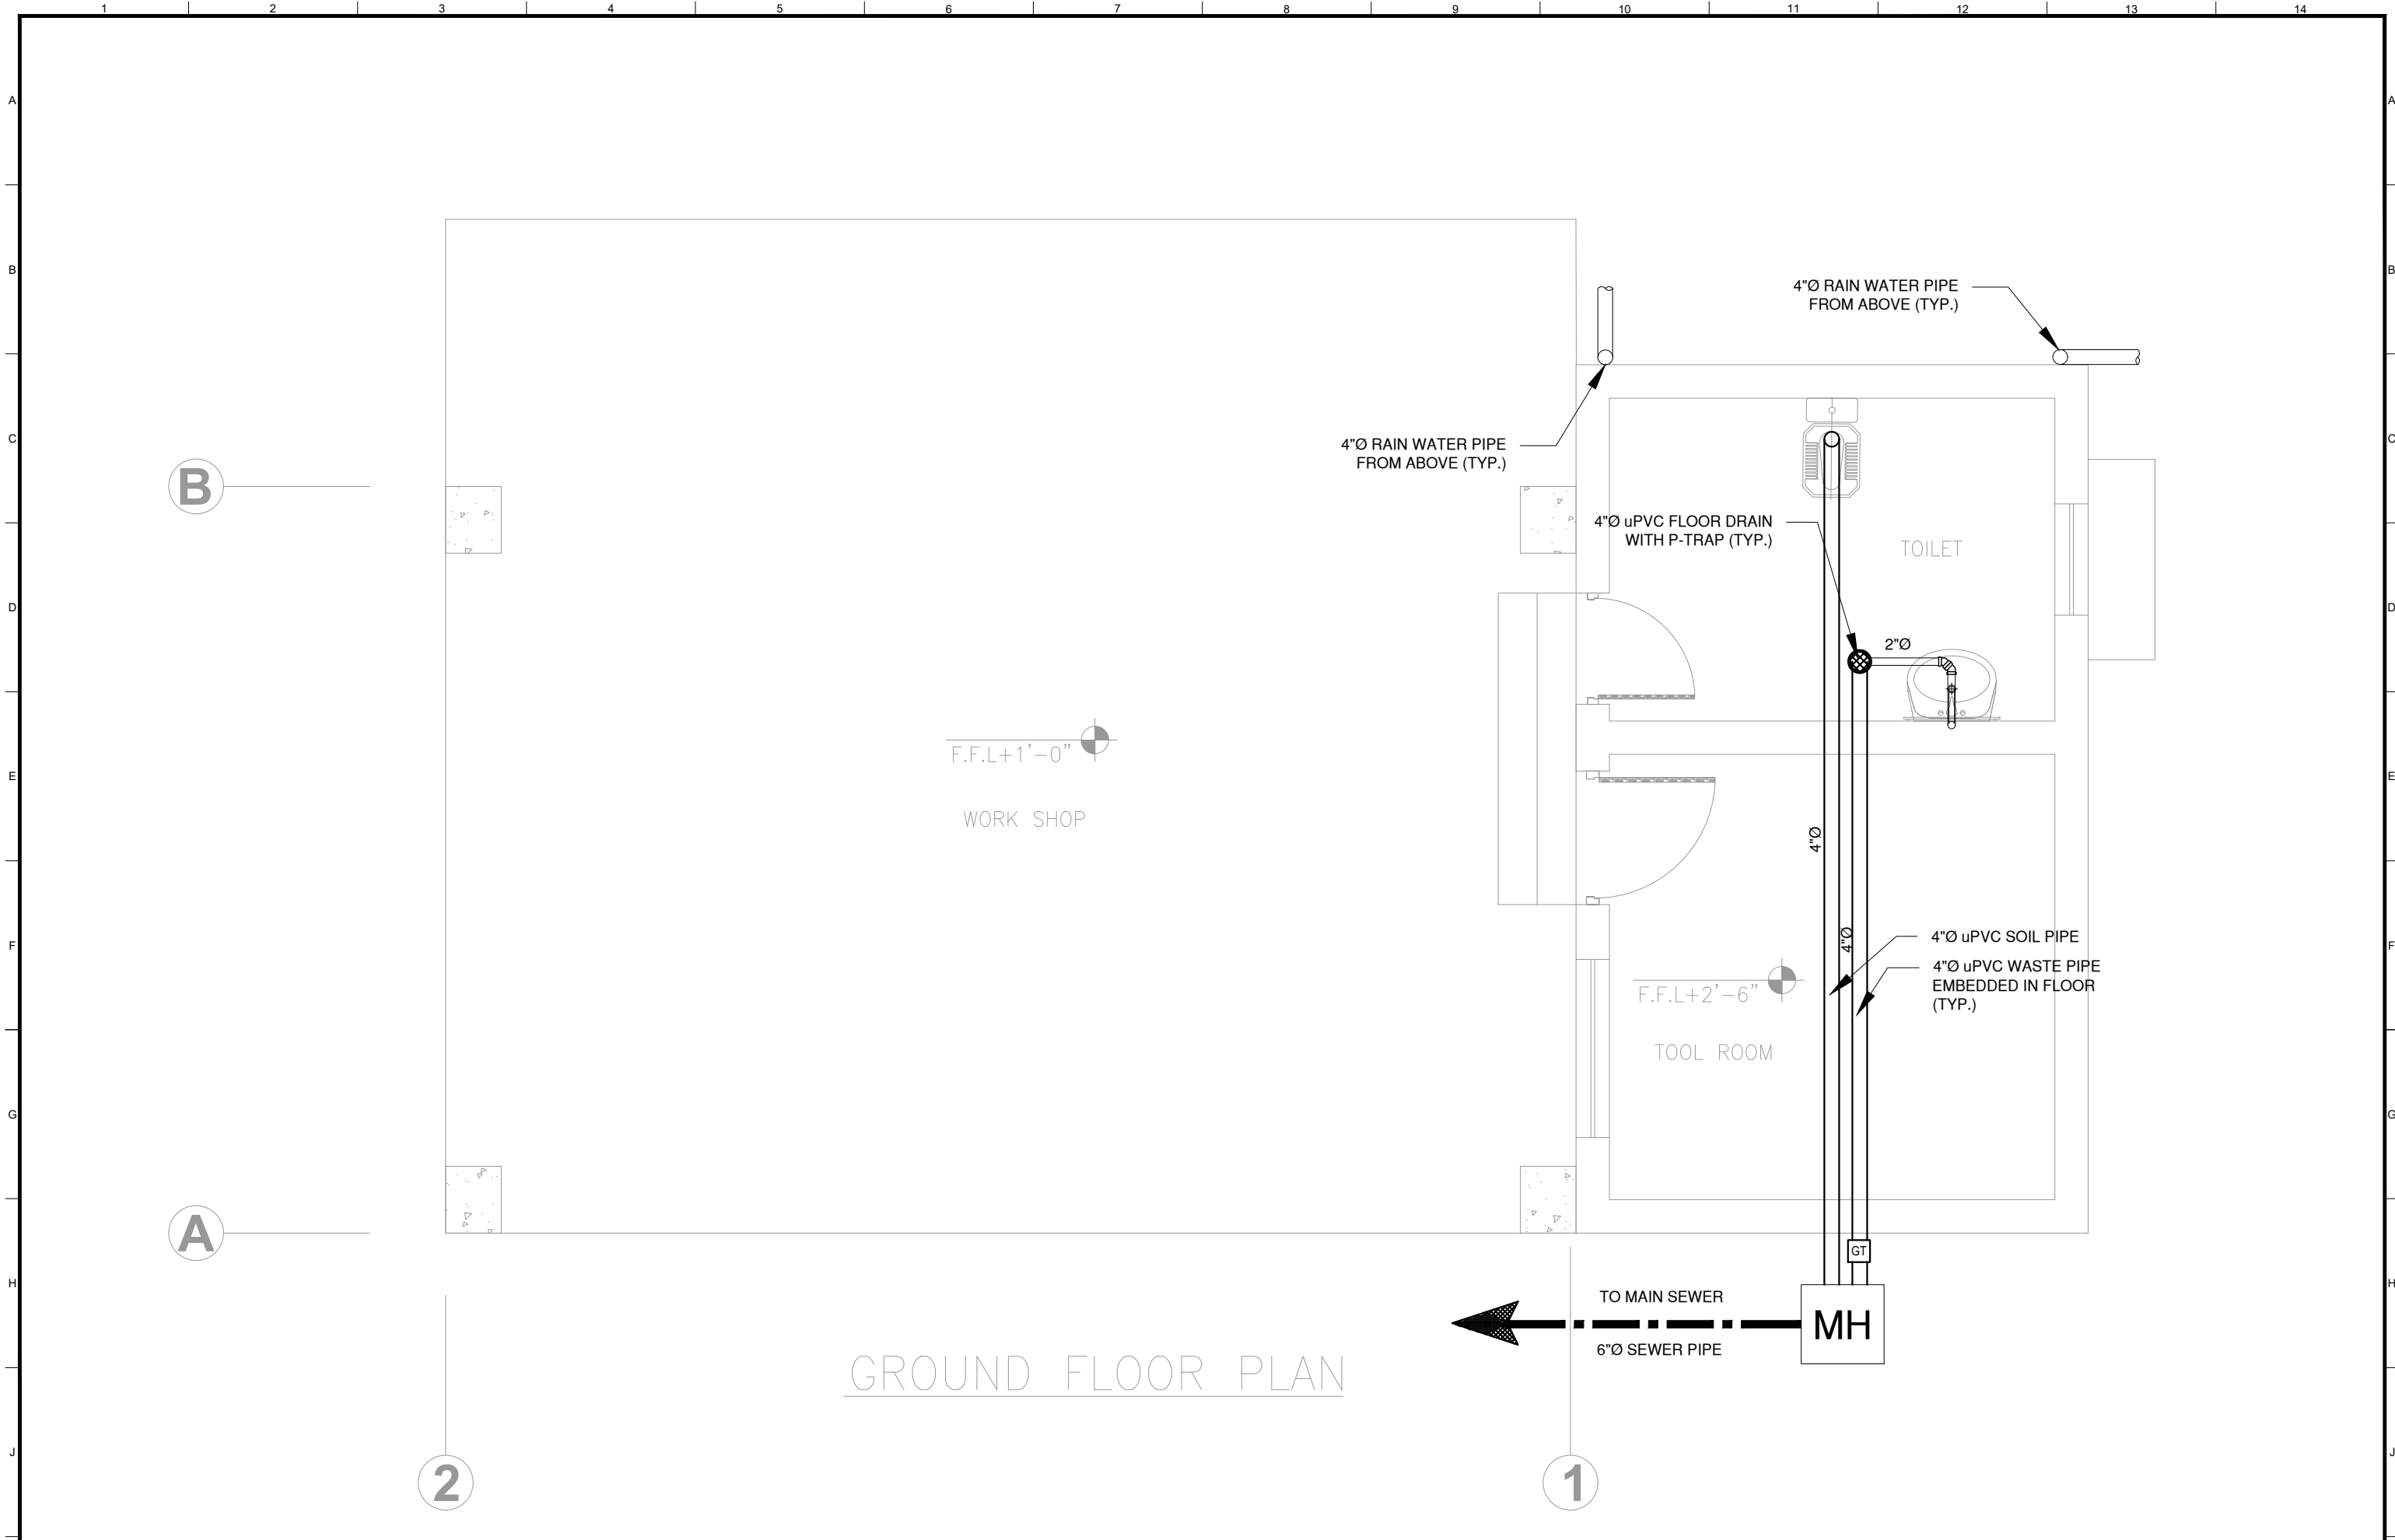 1 2 3 4 5 6 7 8 9 10 11 12 13 14
A A
B B
4"Ø RAIN WATER PIPE
FROM ABOVE (TYP.)
4"Ø RAIN WATER PIPE
FROM ABOVE (TYP.)
C C
B
4"Ø uPVC FLOOR DRAIN
WITH P-TRAP (TYP.)
TOILET
D D
2"Ø
F.F.L+1'-0"
E E
WORK SHOP
4"Ø
4"Ø
F F
4"Ø uPVC SOIL PIPE
4"Ø uPVC WASTE PIPE
EMBEDDED IN FLOOR
(TYP.)
F.F.L+2'-6"
TOOL ROOM
G G
A
GT
H H
TO MAIN SEWER
MH
6"Ø SEWER PIPE
GROUND FLOOR PLAN
J J
2
1